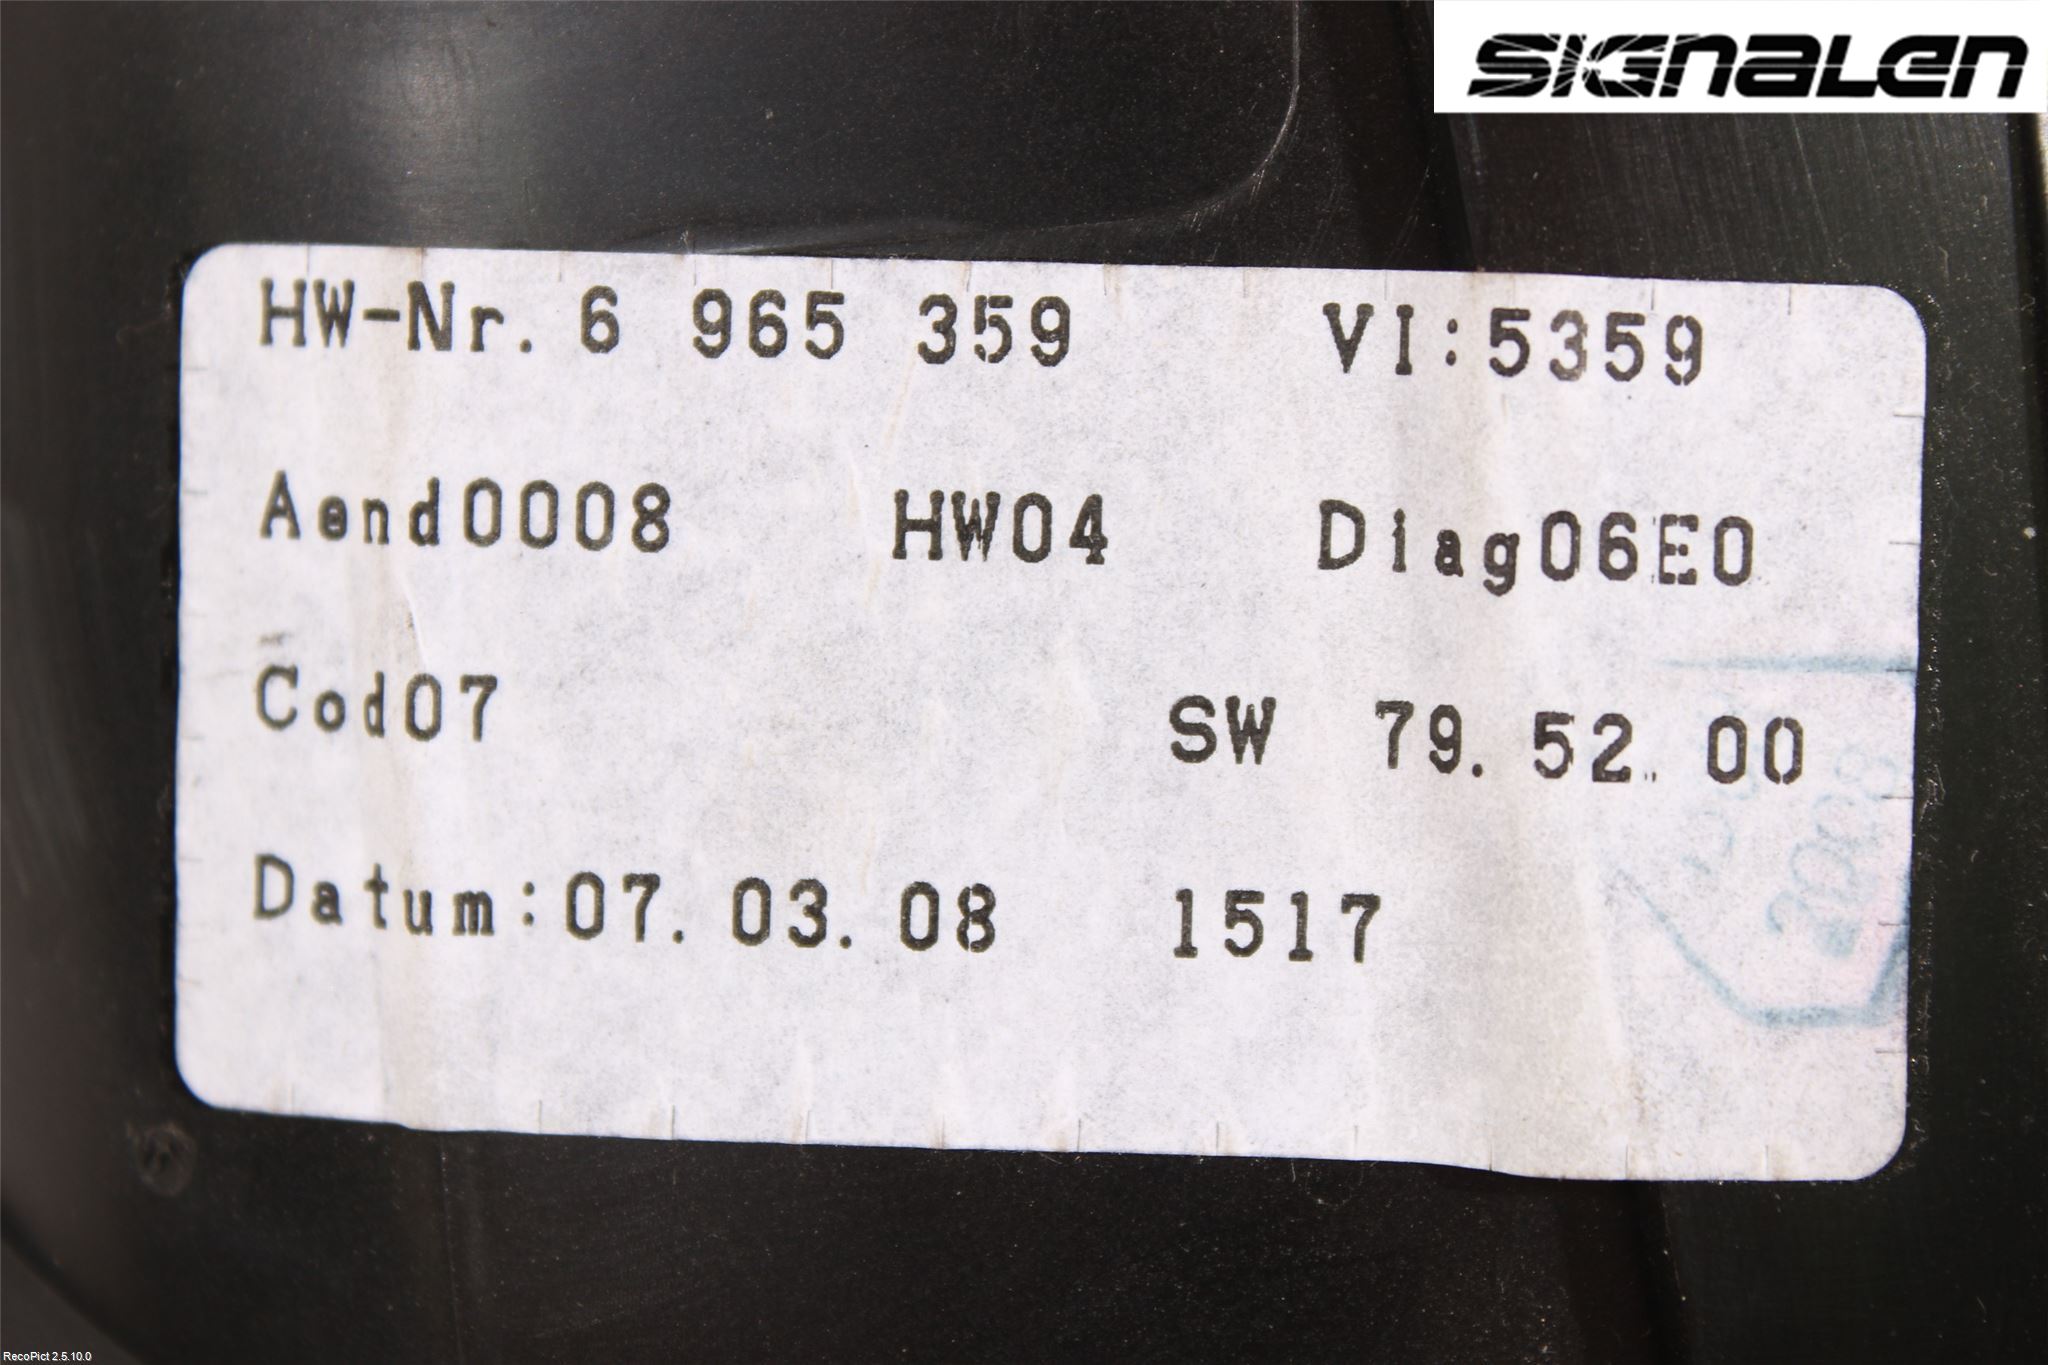 SIGNALEN
HW-Nr. 6 965 359 VI:5359
Aend0008 HW04 Diag06E0
Cod07 SW 79.52.00
Datum:07.03.08 1517
2008
RecoPict 2.5.10.0